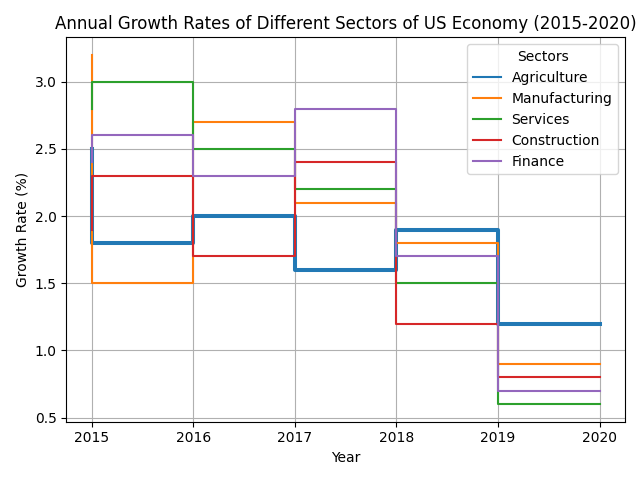 Annual Growth Rates of Different Sectors of US Economy (2015-2020)
Sectors
Agriculture
Manufacturing
Services
Construction
Finance
Growth Rate (%)
3.0
2.5
2.0
1.5
1.0
0.5
2015 2016 2017 2018 2019 2020
Year